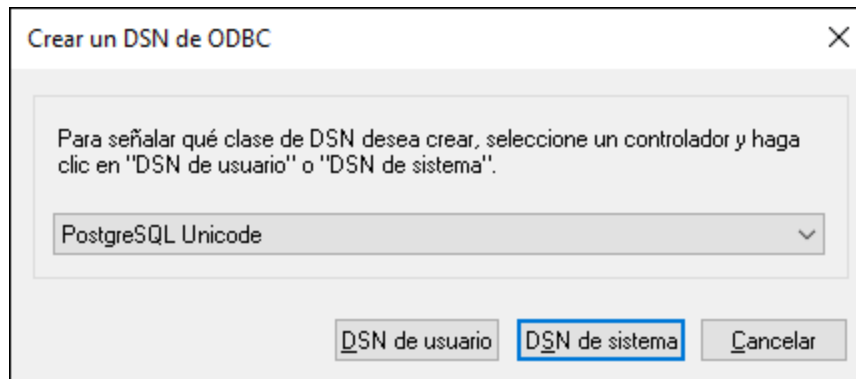 Crear un DSN de ODBC
Para señalar qué clase de DSN desea crear, seleccione un controlador y haga
clic en "DSN de usuario" o "DSN de sistema".
PostgreSQL Unicode
DSN de usuario
DSN de sistema
Cancelar